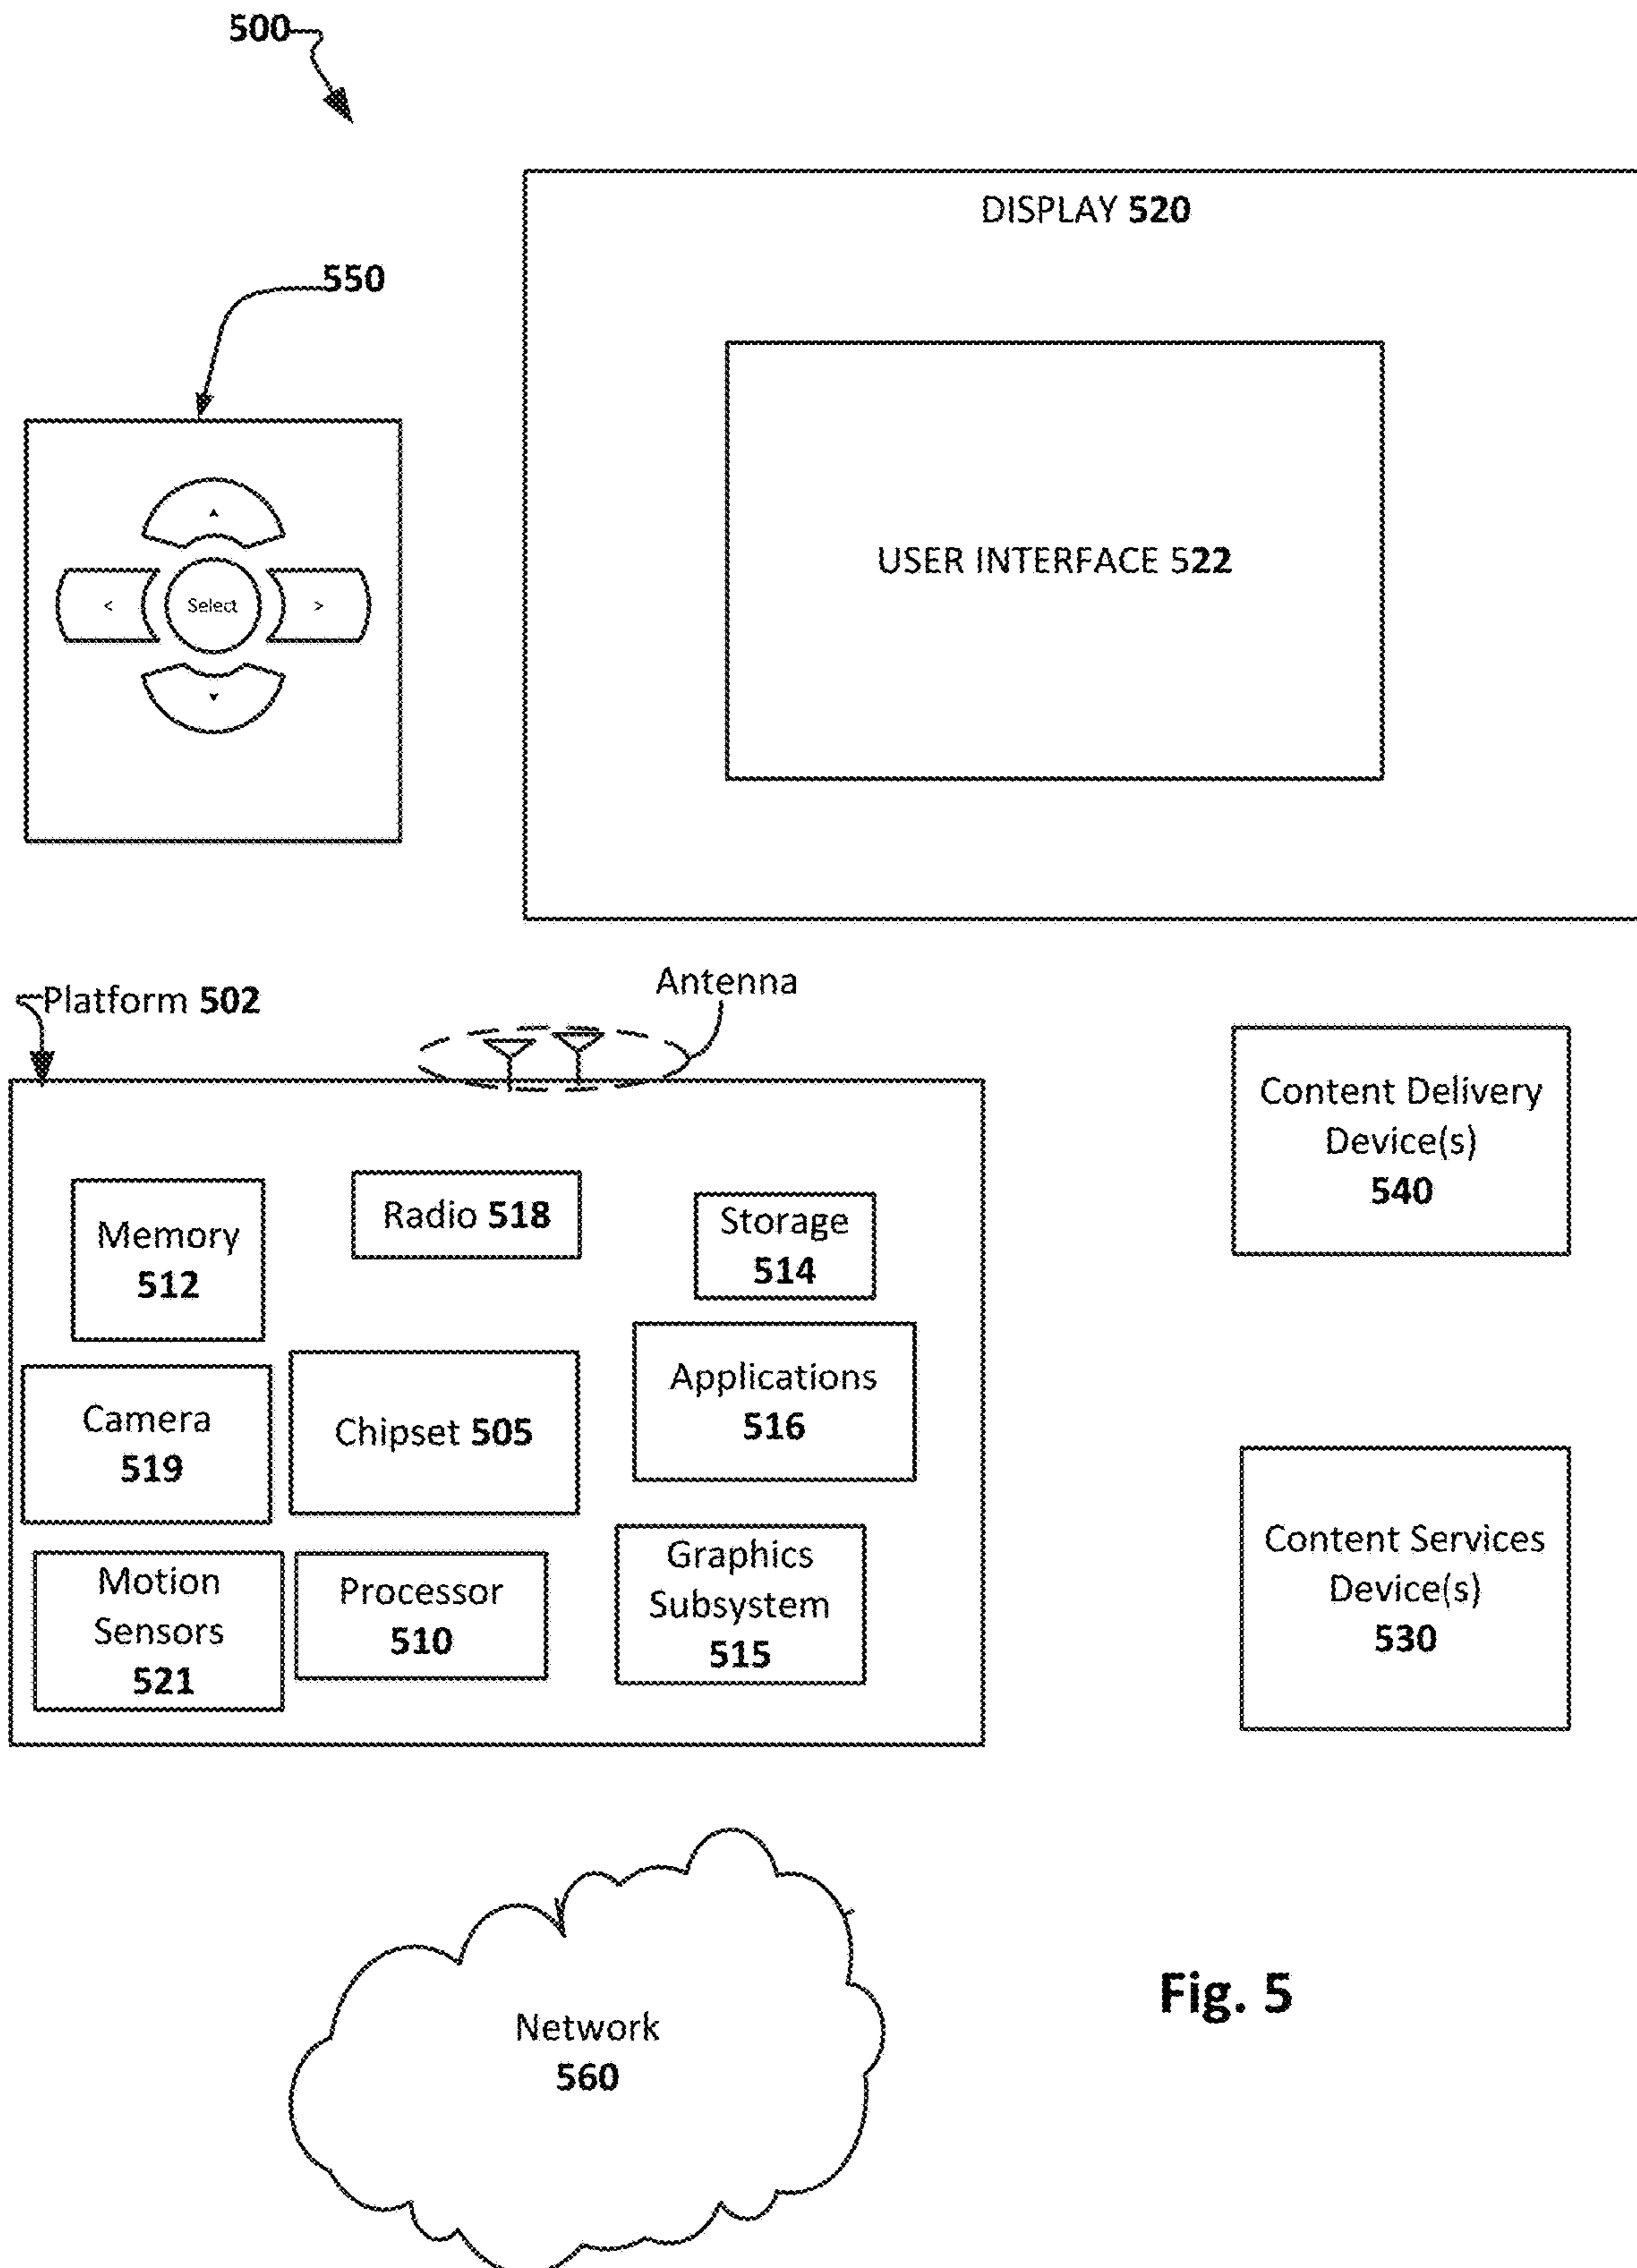 500
DISPLAY 520
550
USER INTERFACE 522
<
Select
>
Platform 502
Antenna
Content Delivery
Device(s)
540
Memory
512
Radio 518
Storage
514
Camera
519
Chipset 505
Applications
516
Motion
Sensors
521
Processor
510
Graphics
Subsystem
515
Content Services
Device(s)
530
Network
560
Fig. 5